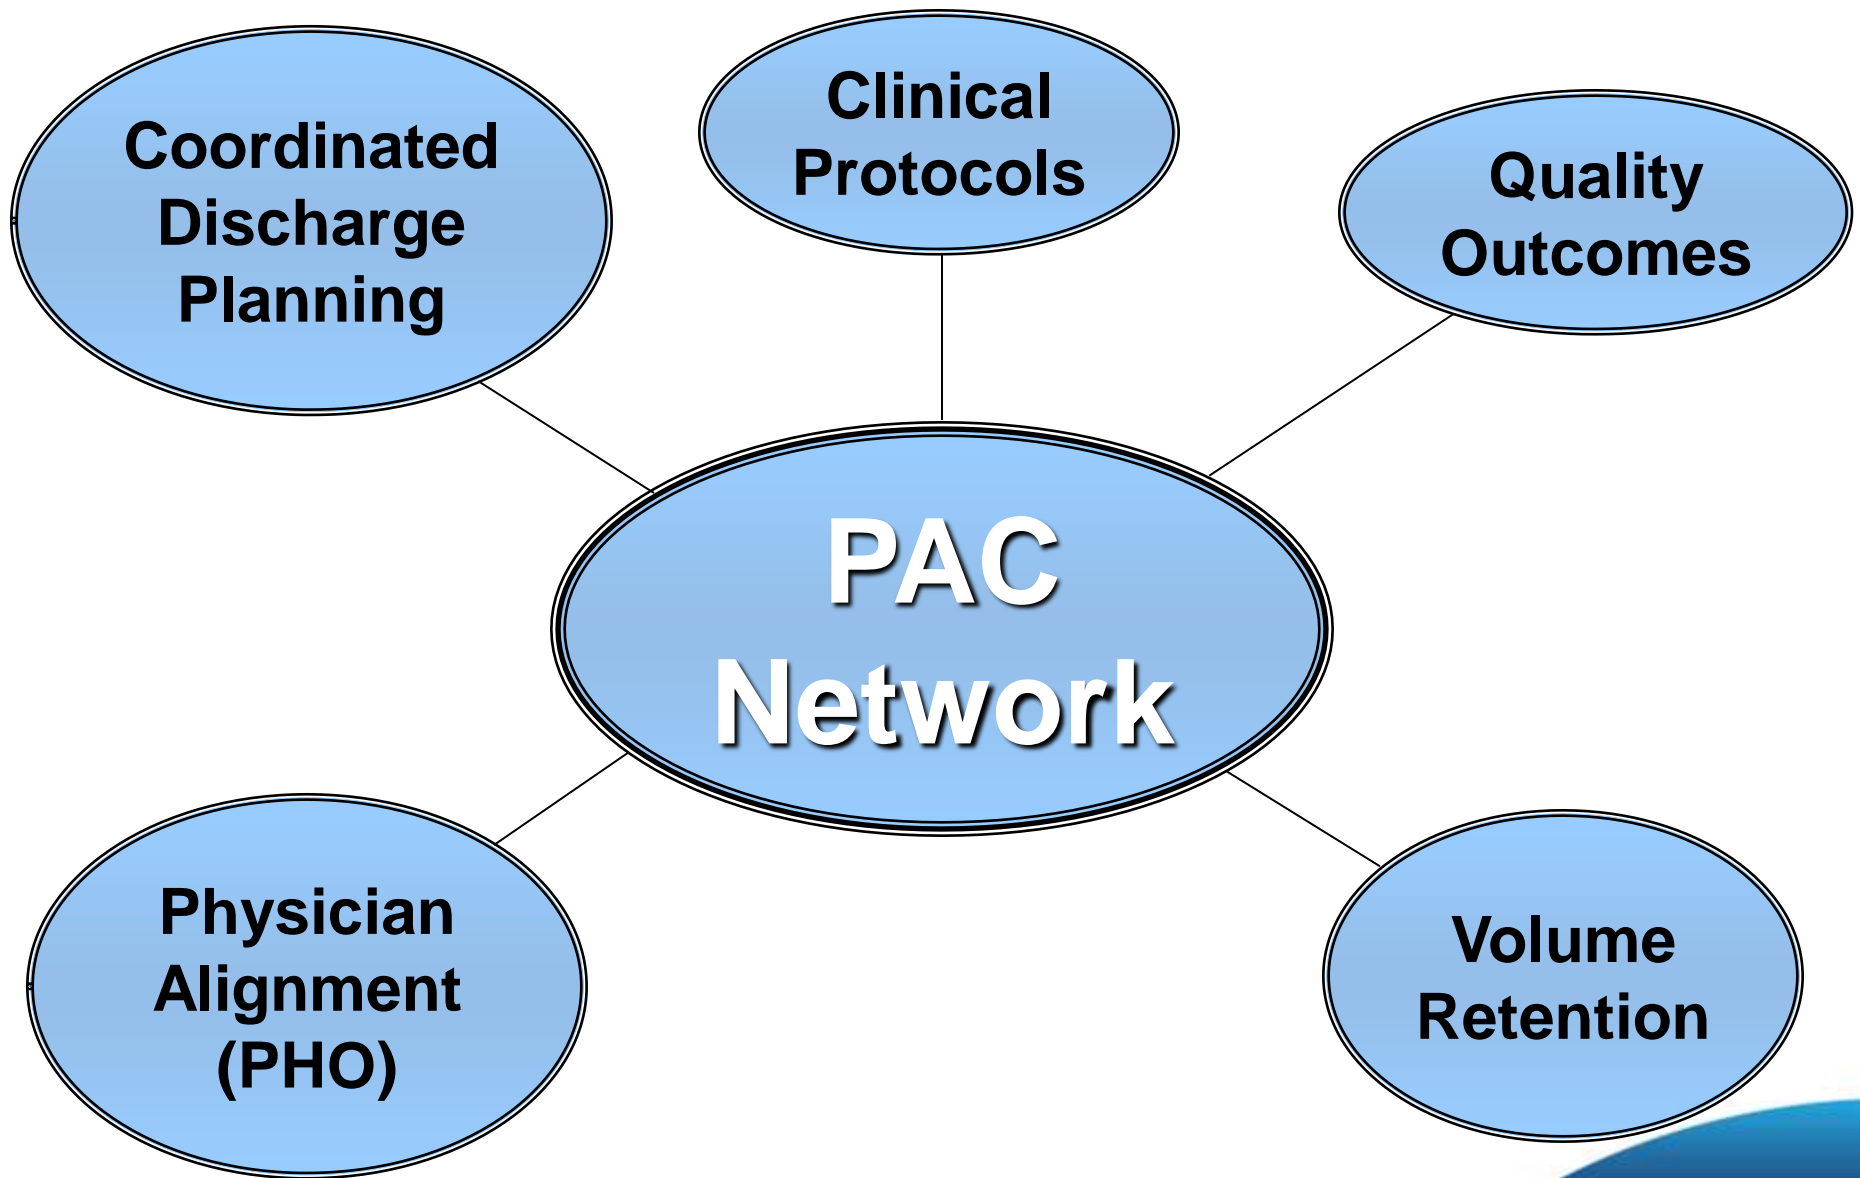 Coordinated
Discharge
Planning
Clinical
Protocols
Quality
Outcomes
PAC
Network
Physician
Alignment
(PHO)
Volume
Retention